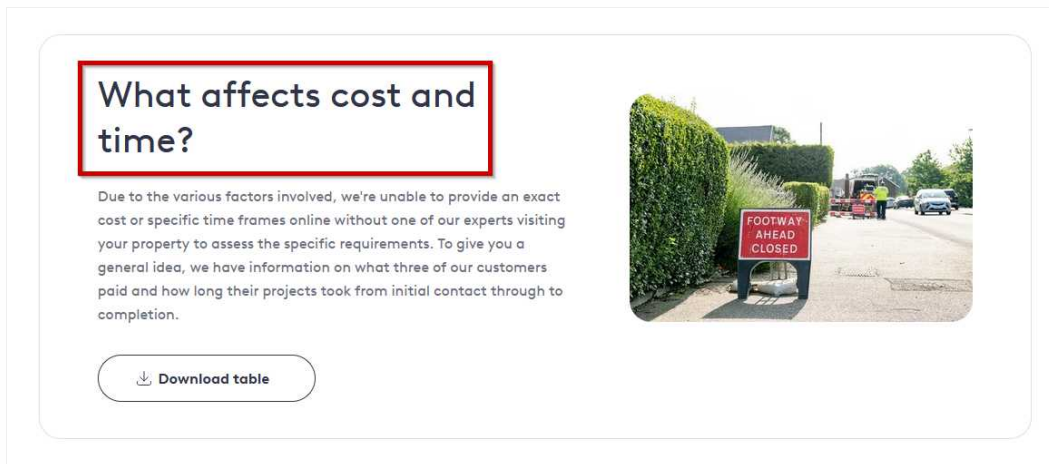 What affects cost and
time?
Due to the various factors involved, we're unable to provide an exact
cost or specific time frames online without one of our experts visiting
your property to assess the specific requirements. To give you a
general idea, we have information on what three of our customers
paid and how long their projects took from initial contact through to
completion.
Download table
FOOTWAY
AHEAD
CLOSED